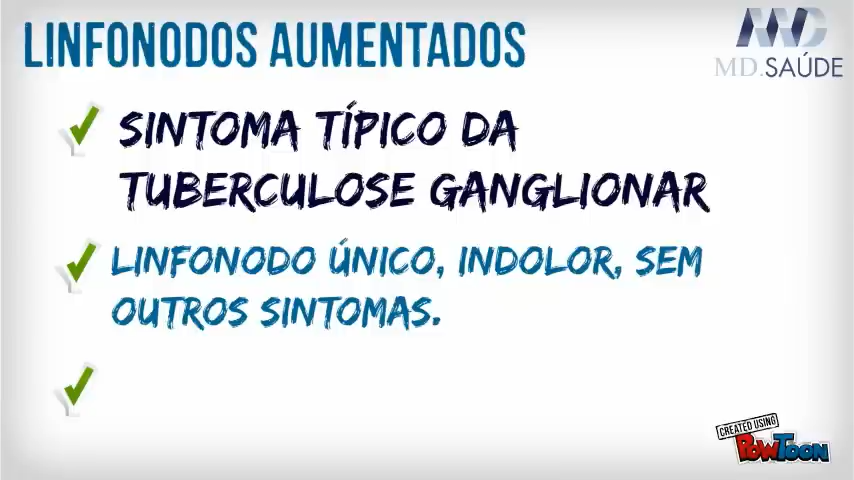 LINFONODOS AUMENTADOS
MD.SAÚDE
SINTOMA TÍPICO DA
TUBERCULOSE GANGLIONAR
LINFONODO ÚNICO, INDOLOR, SEM
OUTROS SINTOMAS.
CREATED USING
POWTOON